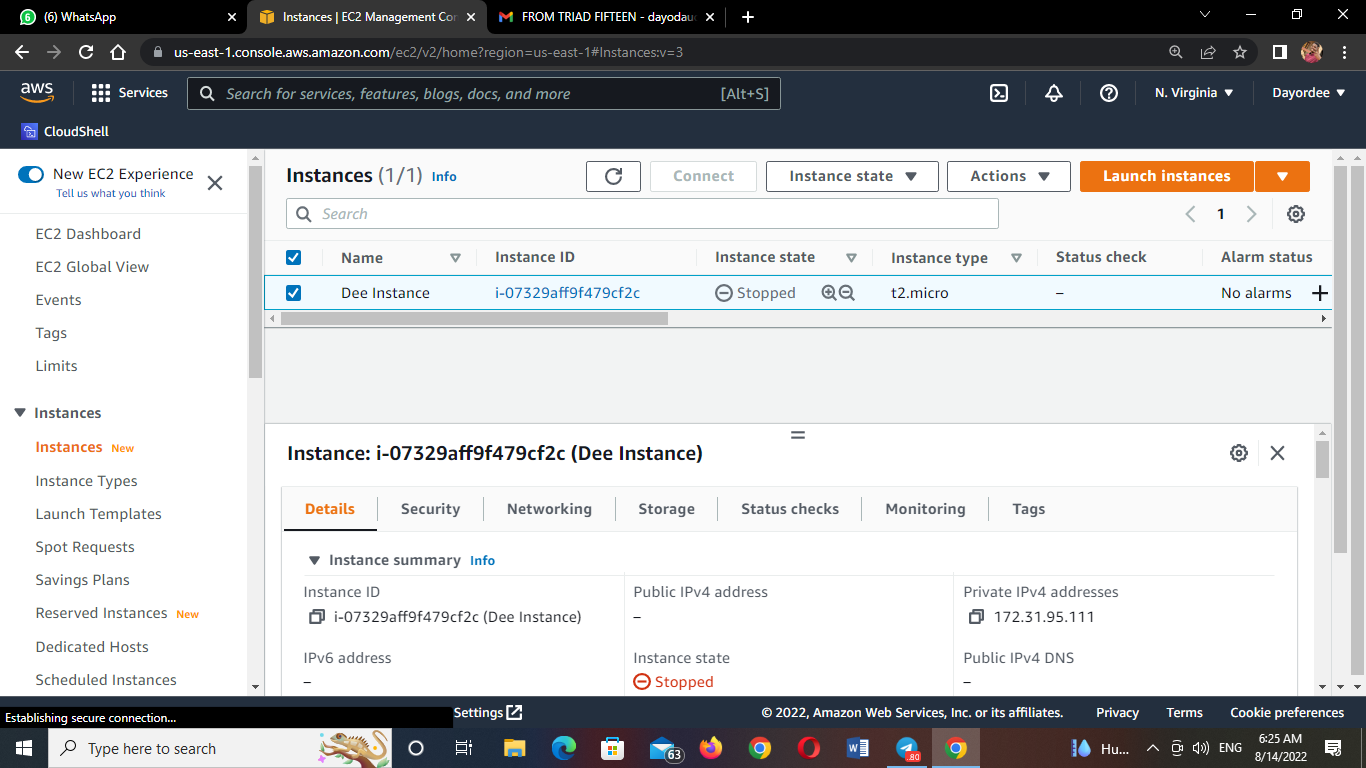 (6) WhatsApp
Instances | EC2 Management Con
FROM TRIAD FIFTEEN - dayodau
us-east-1.console.aws.amazon.com/ec2/v2/home?region=us-east-1#Instances:v=3
aws
Services
Search for services, features, blogs, docs, and more
[Alt+S]
N. Virginia
Dayordee
CloudShell
New EC2 Experience
Tell us what you think
EC2 Dashboard
EC2 Global View
Events
Tags
Limits
Instances
Instances New
Instance Types
Launch Templates
Spot Requests
Savings Plans
Reserved Instances New
Dedicated Hosts
Scheduled Instances
Instances (1/1) Info
Connect
Instance state
Actions
Launch instances
Search
1
Name
Instance ID
Instance state
Instance type
Status check
Alarm status
Dee Instance
i-07329aff9f479cf2c
Stopped
t2.micro
–
No alarms
Instance: i-07329aff9f479cf2c (Dee Instance)
Details
Security
Networking
Storage
Status checks
Monitoring
Tags
Instance summary Info
Instance ID
i-07329aff9f479cf2c (Dee Instance)
Public IPv4 address
–
Private IPv4 addresses
172.31.95.111
IPv6 address
–
Instance state
Stopped
Public IPv4 DNS
–
Establishing secure connection...
Settings
© 2022, Amazon Web Services, Inc. or its affiliates.
Privacy
Terms
Cookie preferences
Type here to search
63
80
Hu...
ENG
6:25 AM
8/14/2022